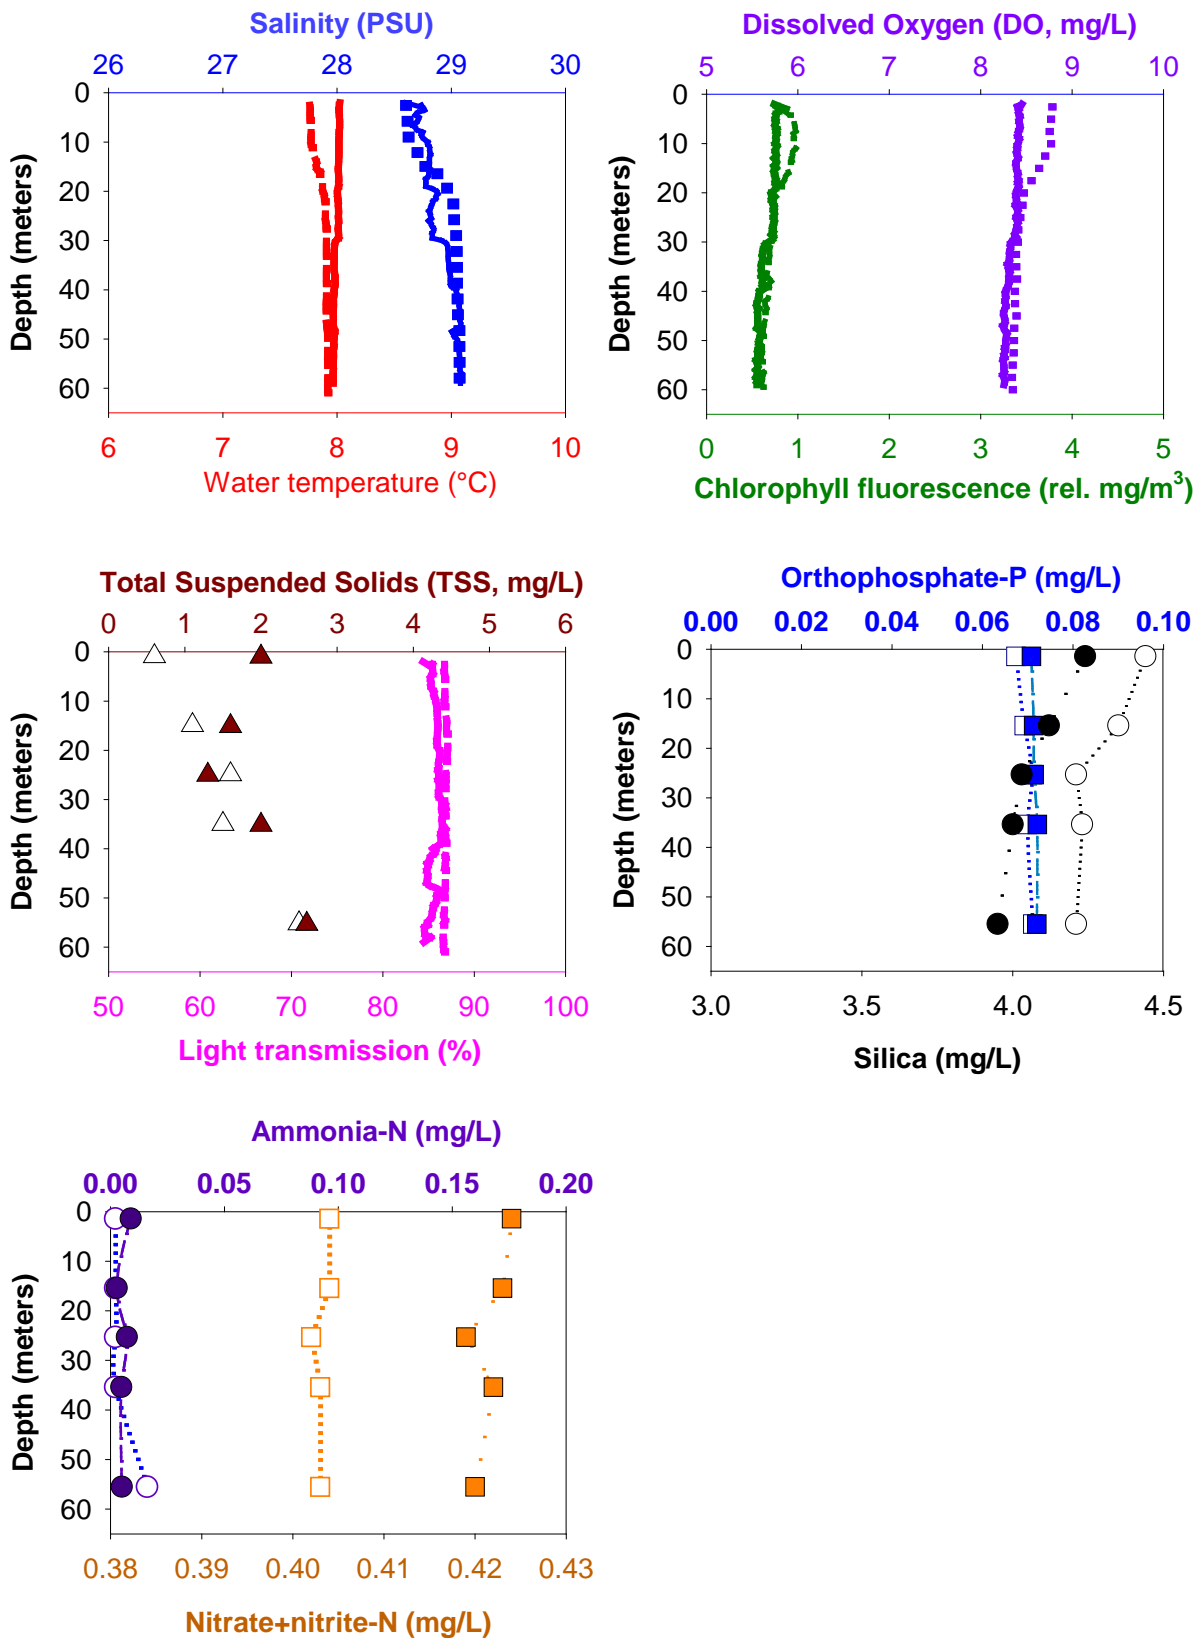 Salinity (PSU)
26 27 28 29 30
0
10
20
30
40
50
60
Depth (meters)
6 7 8 9 10
Water temperature (°C)
Dissolved Oxygen (DO, mg/L)
5 6 7 8 9 10
0
10
20
30
40
50
60
Depth (meters)
0 1 2 3 4 5
Chlorophyll fluorescence (rel. mg/m³)
Total Suspended Solids (TSS, mg/L)
0 1 2 3 4 5 6
0
10
20
30
40
50
60
Depth (meters)
50 60 70 80 90 100
Light transmission (%)
Orthophosphate-P (mg/L)
0.00 0.02 0.04 0.06 0.08 0.10
0
10
20
30
40
50
60
Depth (meters)
3.0 3.5 4.0 4.5
Silica (mg/L)
Ammonia-N (mg/L)
0.00 0.05 0.10 0.15 0.20
0
10
20
30
40
50
60
Depth (meters)
0.38 0.39 0.40 0.41 0.42 0.43
Nitrate+nitrite-N (mg/L)